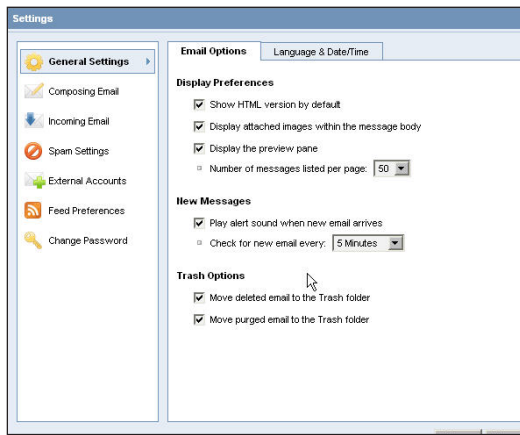 Settings
General Settings
Composing Email
Incoming Email
Spam Settings
External Accounts
Feed Preferences
Change Password
Email Options
Language & Date/Time
Display Preferences
Show HTML version by default
Display attached images within the message body
Display the preview pane
Number of messages listed per page: 50
New Messages
Play alert sound when new email arrives
Check for new email every: 5 Minutes
Trash Options
Move deleted email to the Trash folder
Move purged email to the Trash folder